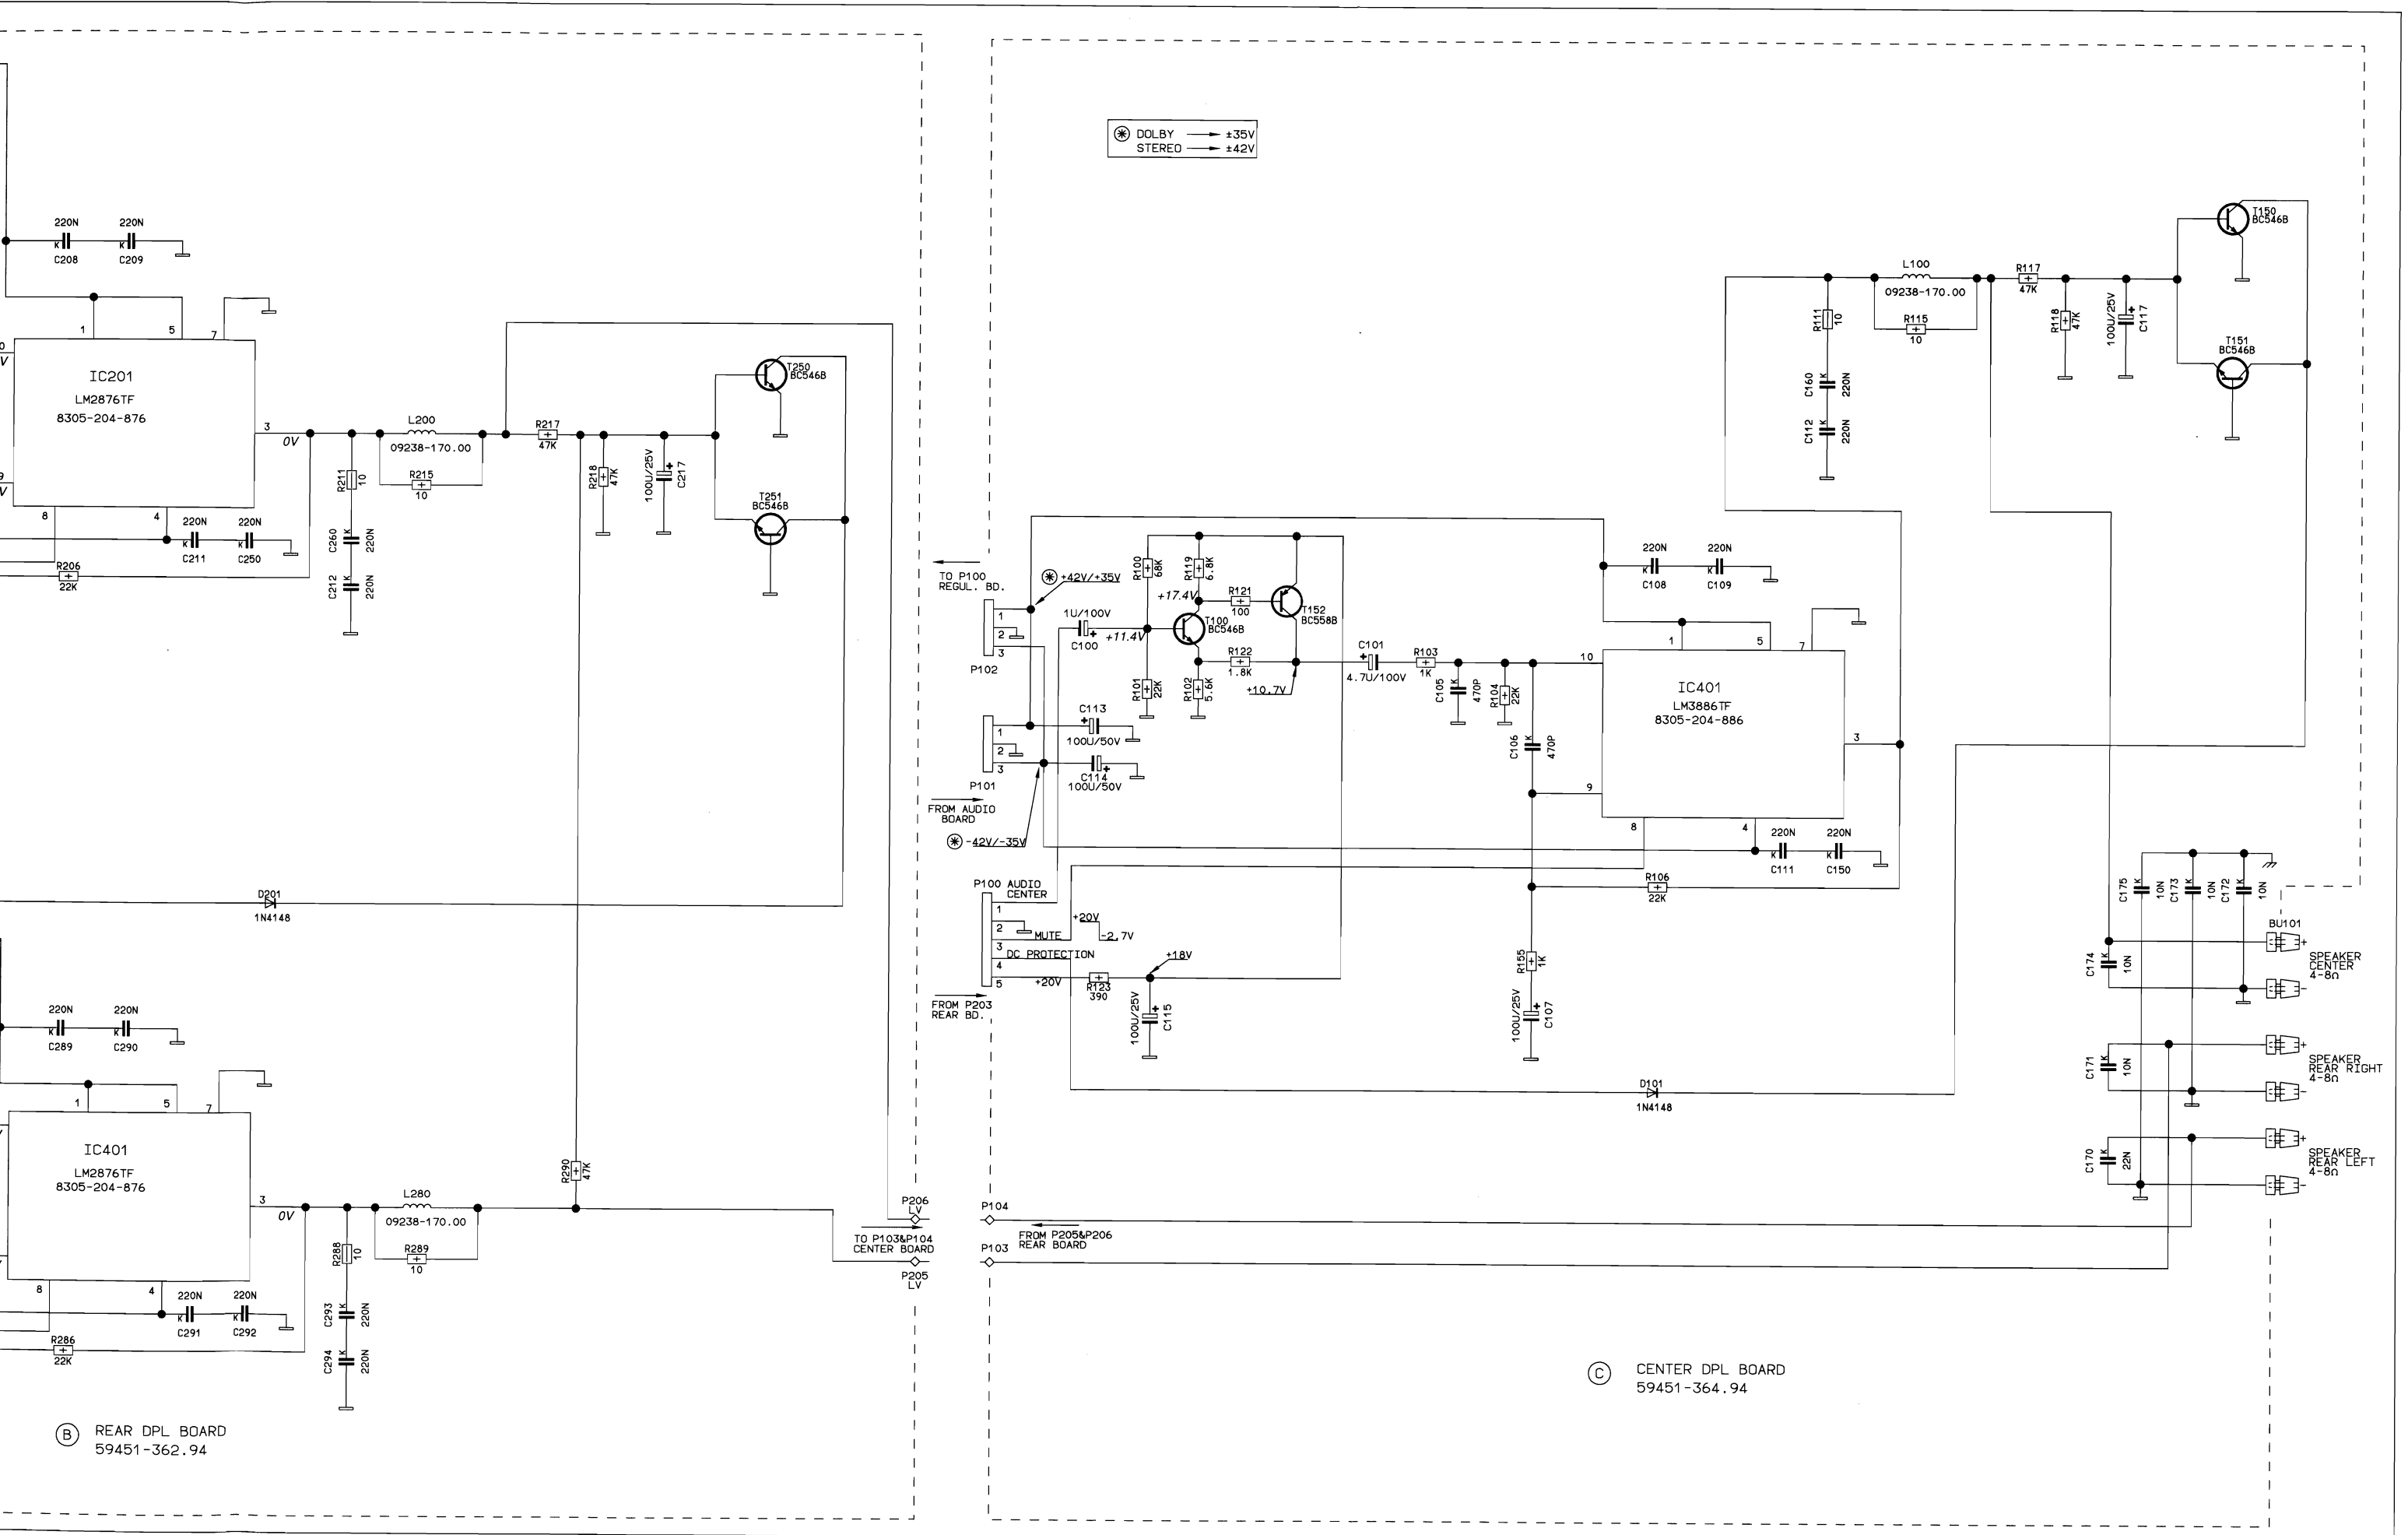 DOLBY ±35V
STEREO ±42V
220N 220N
K K
C208 C209
1 5 7
IC201
LM2876TF
8305-204-876
3
0V
8 4
220N 220N
K K
C211 C250
R206
22K
L200
09238-170.00
R215
10
R211
10
C260 K 220N
C212 K 220N
R217
47K
R218
47K
100U/25V + C217
T250
BC546B
T251
BC546B
D201
1N4148
220N 220N
K K
C289 C290
1 5 7
IC401
LM2876TF
8305-204-876
3
0V
8 4
220N 220N
K K
C291 C292
R286
22K
L280
09238-170.00
R289
10
R288
10
C293 K 220N
C294 K 220N
R290
47K
P206
LV
TO P103&P104
CENTER BOARD
P205
LV
B REAR DPL BOARD
59451-362.94
TO P100
REGUL. BD.
+42V/+35V
1
2
3
P102
1
2
3
P101
FROM AUDIO
BOARD
-42V/-35V
P100 AUDIO
CENTER
1
2
3
4
5
MUTE
DC PROTECTION
+20V
+20V
-2.7V
FROM P203
REAR BD.
R123
390
+18V
100U/25V + C115
1U/100V
+
C100
+11.4V
C113
+
100U/50V
+
C114
100U/50V
R100
68K
R101
22K
R119
6.8K
+17.4V
T100
BC546B
R102
5.6K
R121
100
R122
1.8K
T152
BC558B
+10.7V
C101
+
4.7U/100V
R103
1K
C105 K 470P
R104
22K
C106 K 470P
220N 220N
K K
C108 C109
1 5 7
10
9
IC401
LM3886TF
8305-204-886
3
8 4
220N 220N
K K
C111 C150
R106
22K
R155
1K
100U/25V + C107
D101
1N4148
L100
09238-170.00
R115
10
R111
10
C160 K 220N
C112 K 220N
R117
47K
R118
47K
100U/25V + C117
T150
BC546B
T151
BC546B
C175 K 10N
C173 K 10N
C172 K 10N
BU101
C174 K 10N
+
-
SPEAKER
CENTER
4-8Ω
C171 K 10N
+
-
SPEAKER
REAR RIGHT
4-8Ω
C170 K 22N
+
-
SPEAKER
REAR LEFT
4-8Ω
P104
FROM P205&P206
REAR BOARD
P103
C CENTER DPL BOARD
59451-364.94